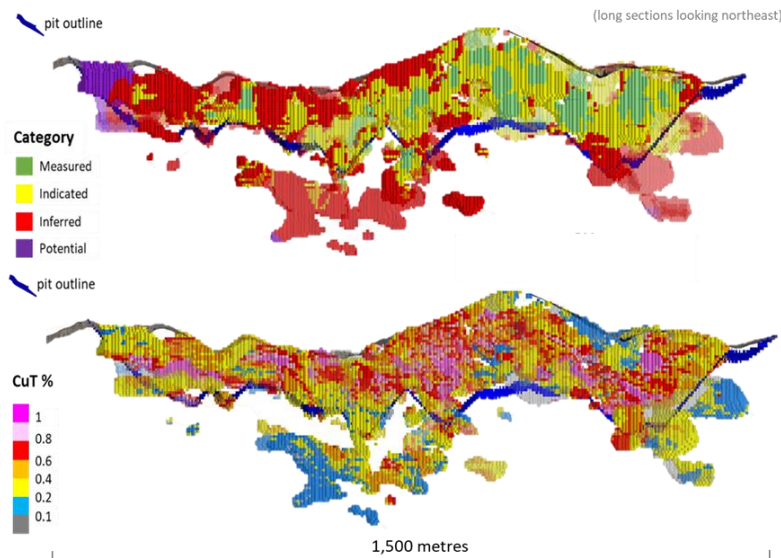 pit outline
(long sections looking northeast)
Category
Measured
Indicated
Inferred
Potential
pit outline
CuT %
1
0.8
0.6
0.4
0.2
0.1
1,500 metres